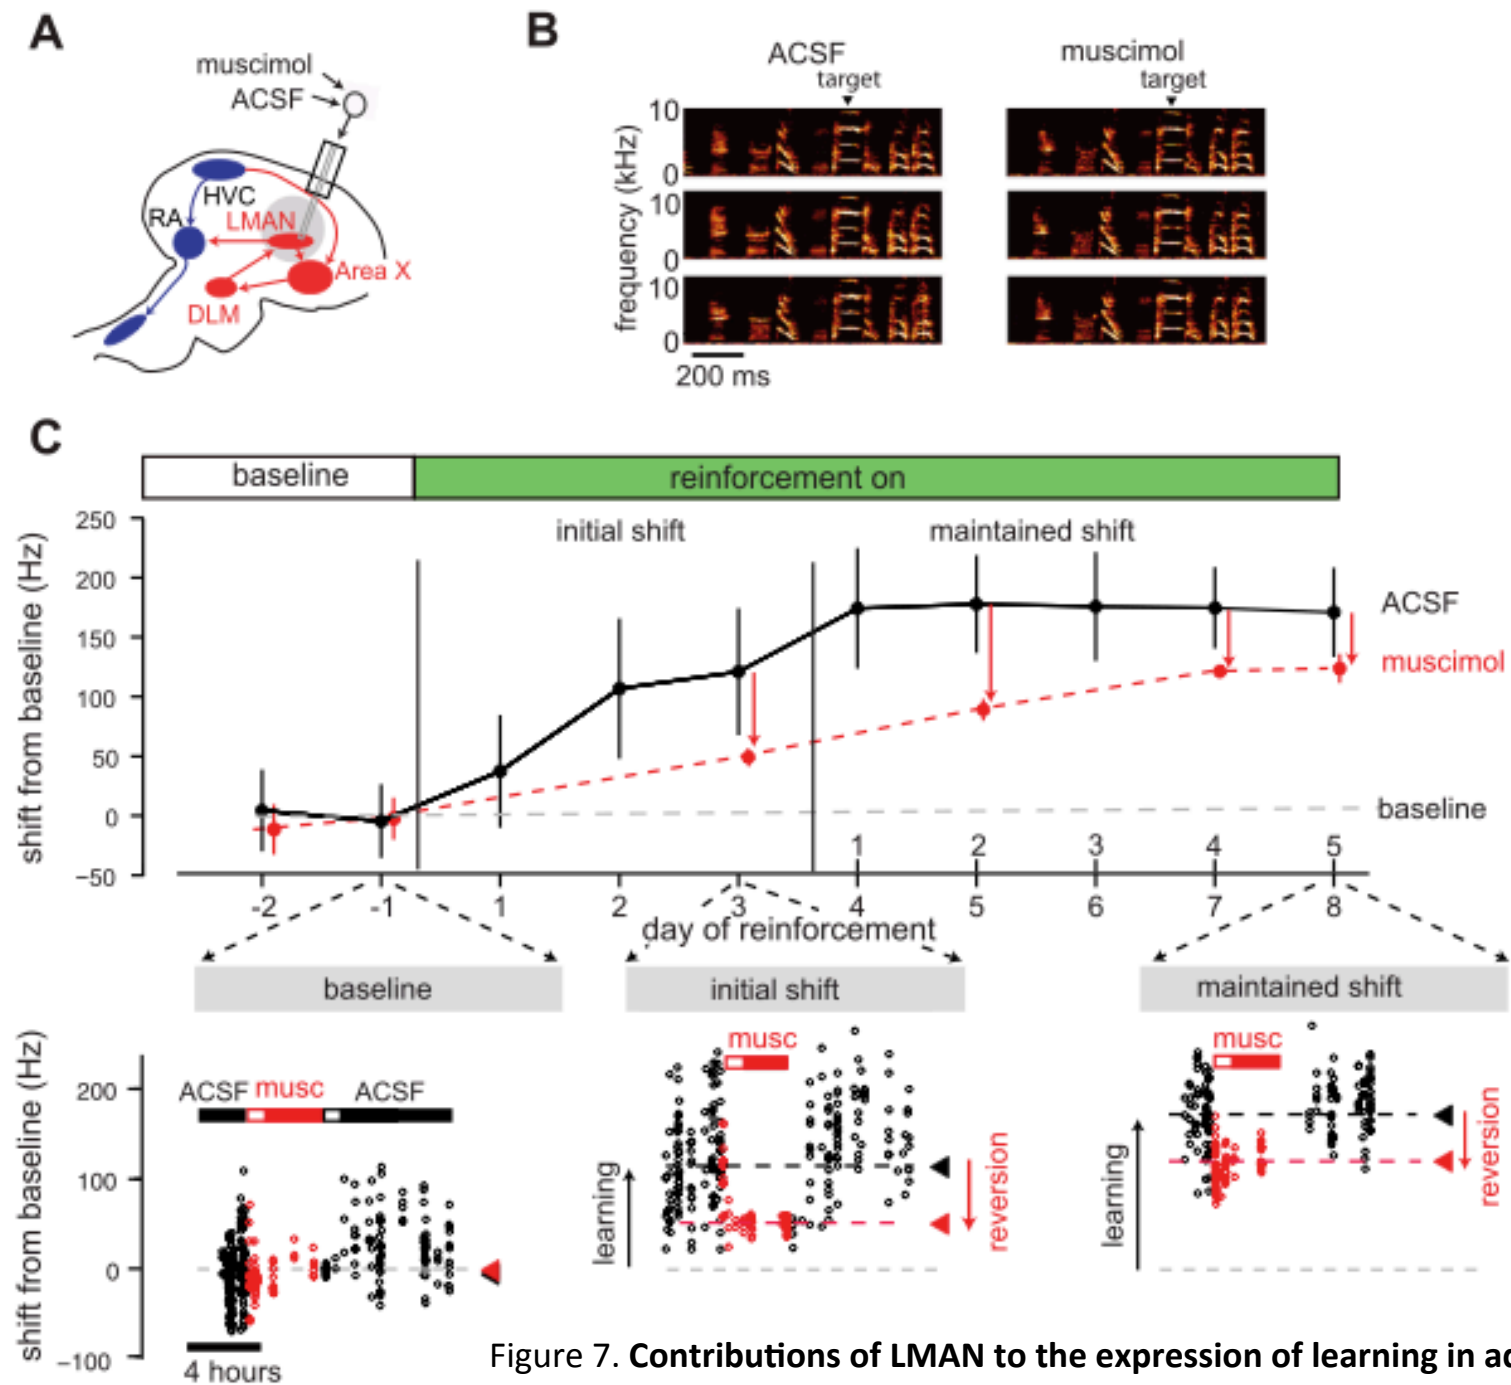 A
muscimol
ACSF
HVC
RA
LMAN
Area X
DLM
B
ACSF
target
muscimol
target
frequency (kHz)
10
0
10
0
10
0
200 ms
C
baseline
reinforcement on
shift from baseline (Hz)
250
200
150
100
50
0
−50
initial shift
maintained shift
ACSF
muscimol
baseline
1 2 3 4 5
-2 -1 1 2 3 4 5 6 7 8
day of reinforcement
baseline
initial shift
maintained shift
shift from baseline (Hz)
200
100
0
−100
ACSF musc ACSF
4 hours
musc
learning
reversion
musc
learning
reversion
Figure 7. Contributions of LMAN to the expression of learning in